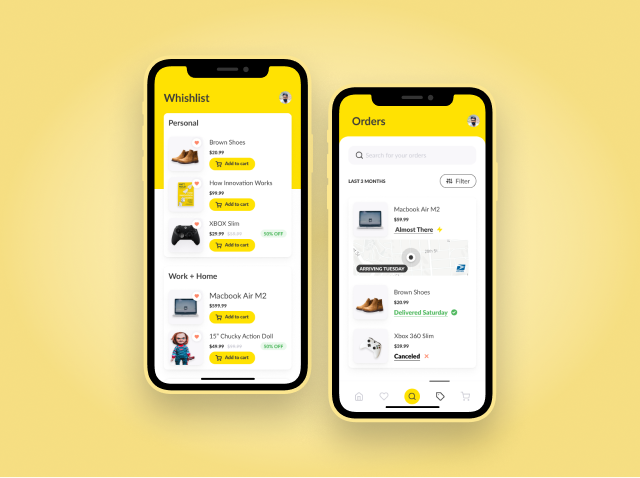 Whishlist
Personal
Brown Shoes
$20.99
Add to cart
How Innovation Works
$99.99
Add to cart
XBOX Slim
$29.99 $59.99 50% OFF
Add to cart
Work + Home
Macbook Air M2
$599.99
Add to cart
15" Chucky Action Doll
$49.99 $99.99 50% OFF
Add to cart
Orders
Search for your orders
LAST 3 MONTHS
Filter
Macbook Air M2
$59.99
Almost There
ARRIVING TUESDAY
Brown Shoes
$20.99
Delivered Saturday
Xbox 360 Slim
$39.99
Canceled